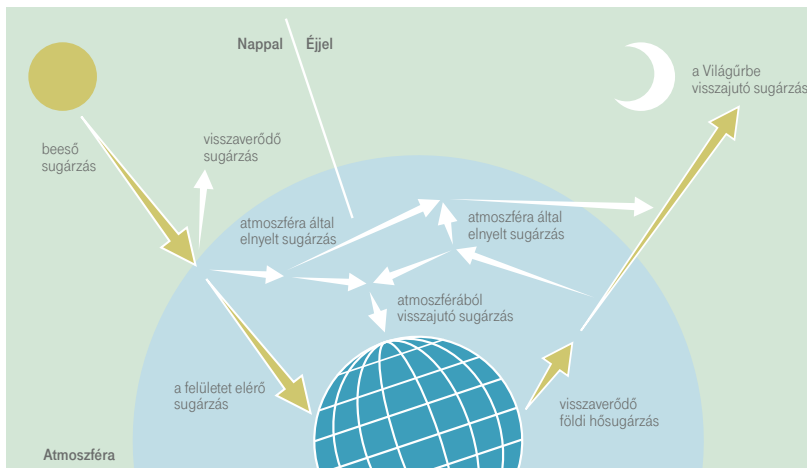 Nappal Éjjel
a Világűrbe
visszajutó sugárzás
beeső
sugárzás
visszaverődő
sugárzás
atmoszféra által
elnyelt sugárzás
atmoszféra által
elnyelt sugárzás
atmoszférából
visszajutó sugárzás
a felületet elérő
sugárzás
visszaverődő
földi hősugárzás
Atmoszféra